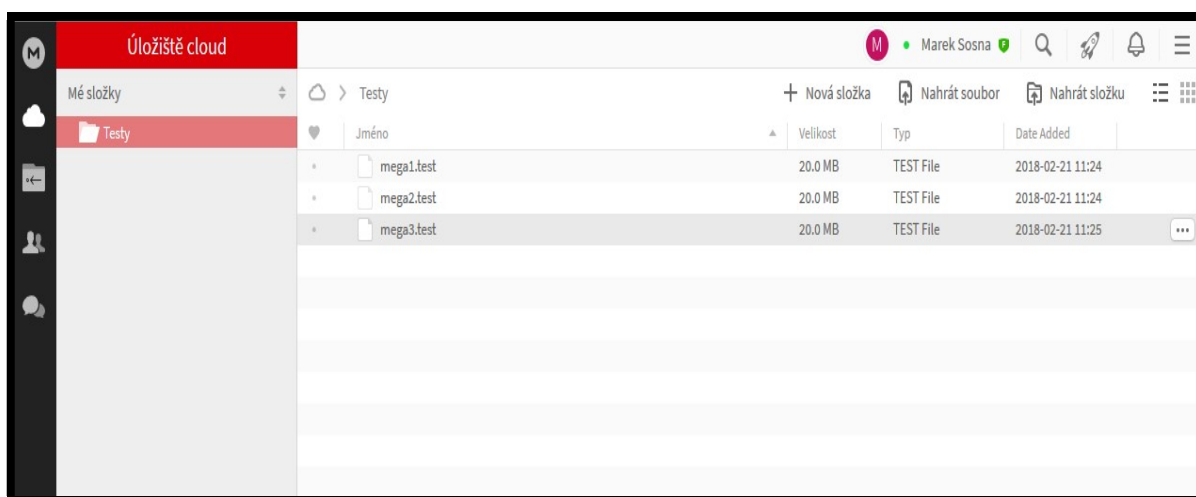 Úložiště cloud
M Marek Sosna F
Mé složky
Testy
Nová složka
Nahrát soubor
Nahrát složku
Testy
Jméno Velikost Typ Date Added
mega1.test 20.0 MB TEST File 2018-02-21 11:24
mega2.test 20.0 MB TEST File 2018-02-21 11:24
mega3.test 20.0 MB TEST File 2018-02-21 11:25
M